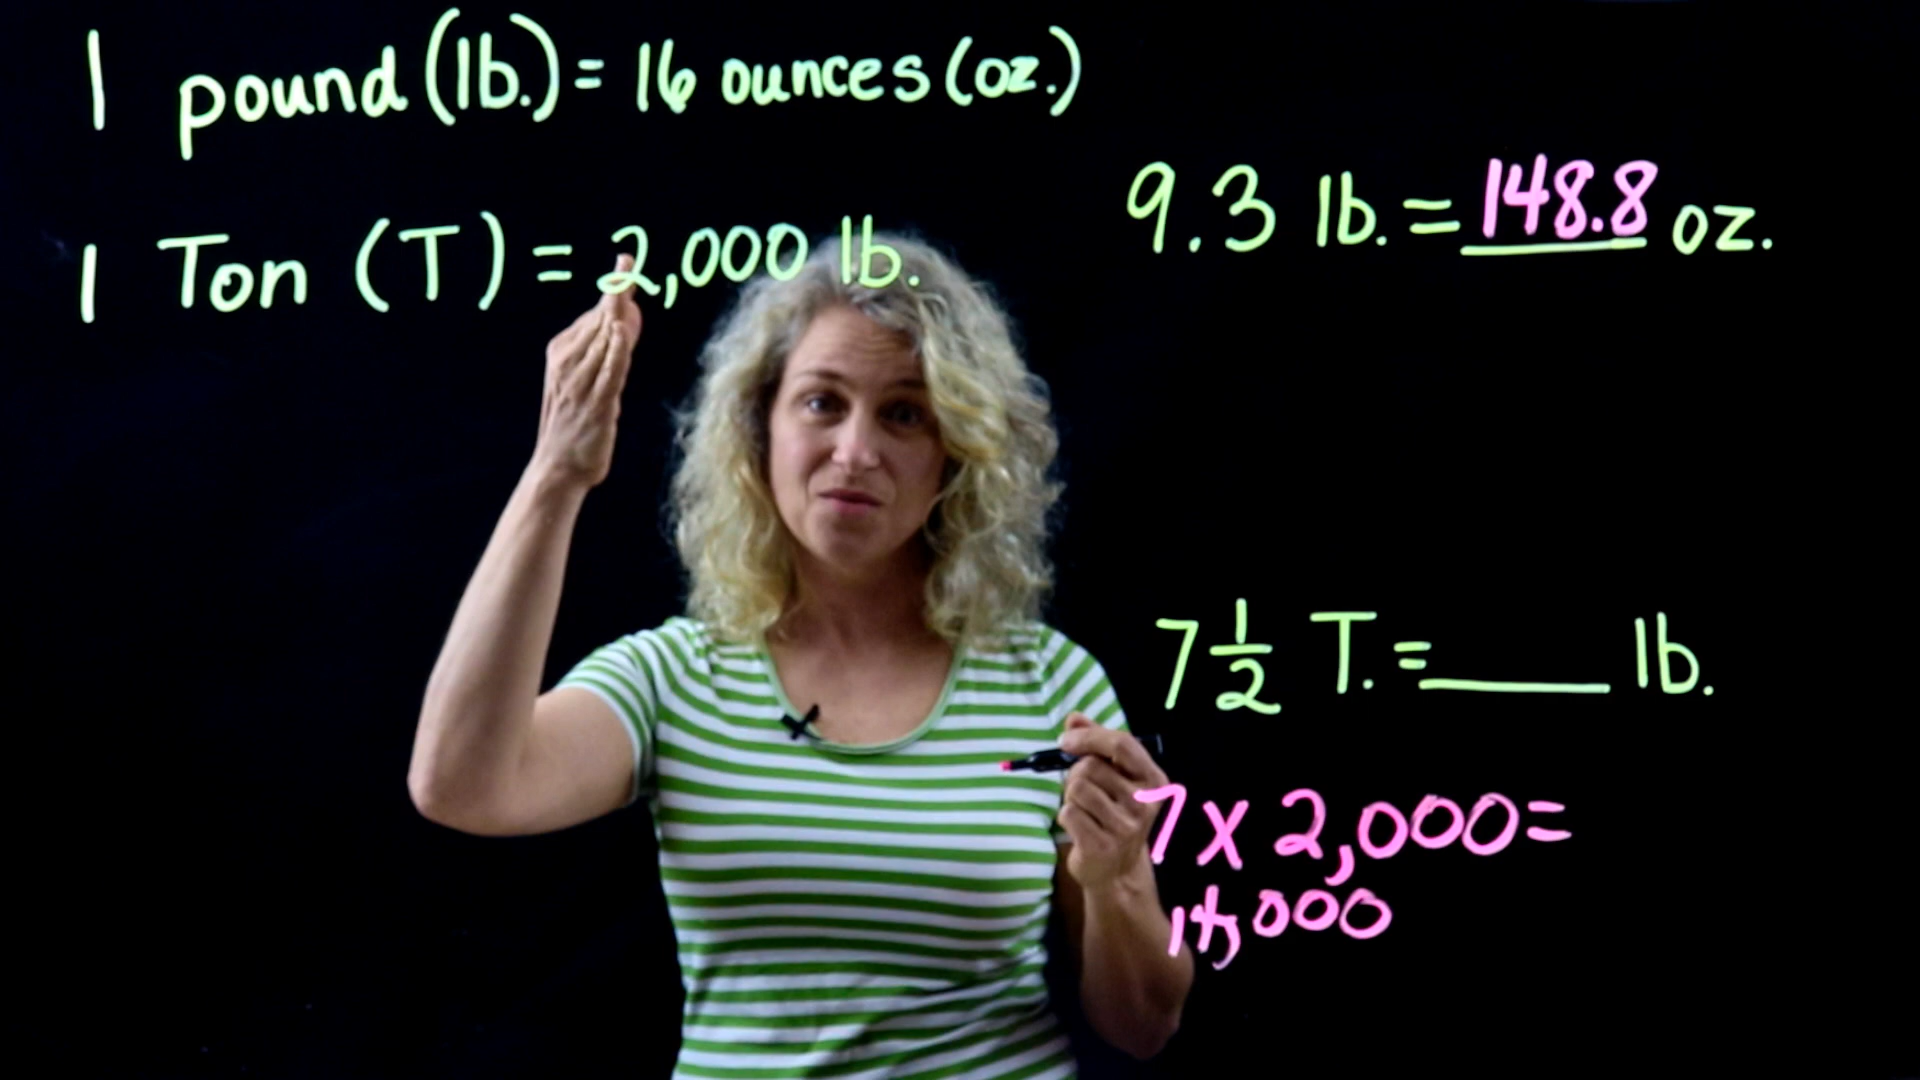 1 pound (lb.) = 16 ounces (oz.)
1 Ton (T) = 2,000 lb.
9.3 lb. = 148.8 oz.
7 1/2 T. = ____ lb.
7 x 2,000 =
14,000